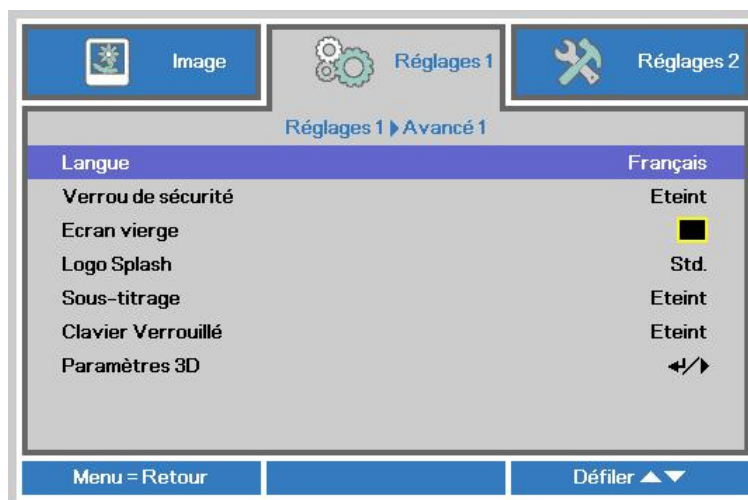 Image
Réglages 1
Réglages 2
Réglages 1 ▶ Avancé 1
Langue Français
Verrou de sécurité Eteint
Ecran vierge
Logo Splash Std.
Sous-titrage Eteint
Clavier Verrouillé Eteint
Paramètres 3D ↵/▶
Menu = Retour
Défiler ▲▼